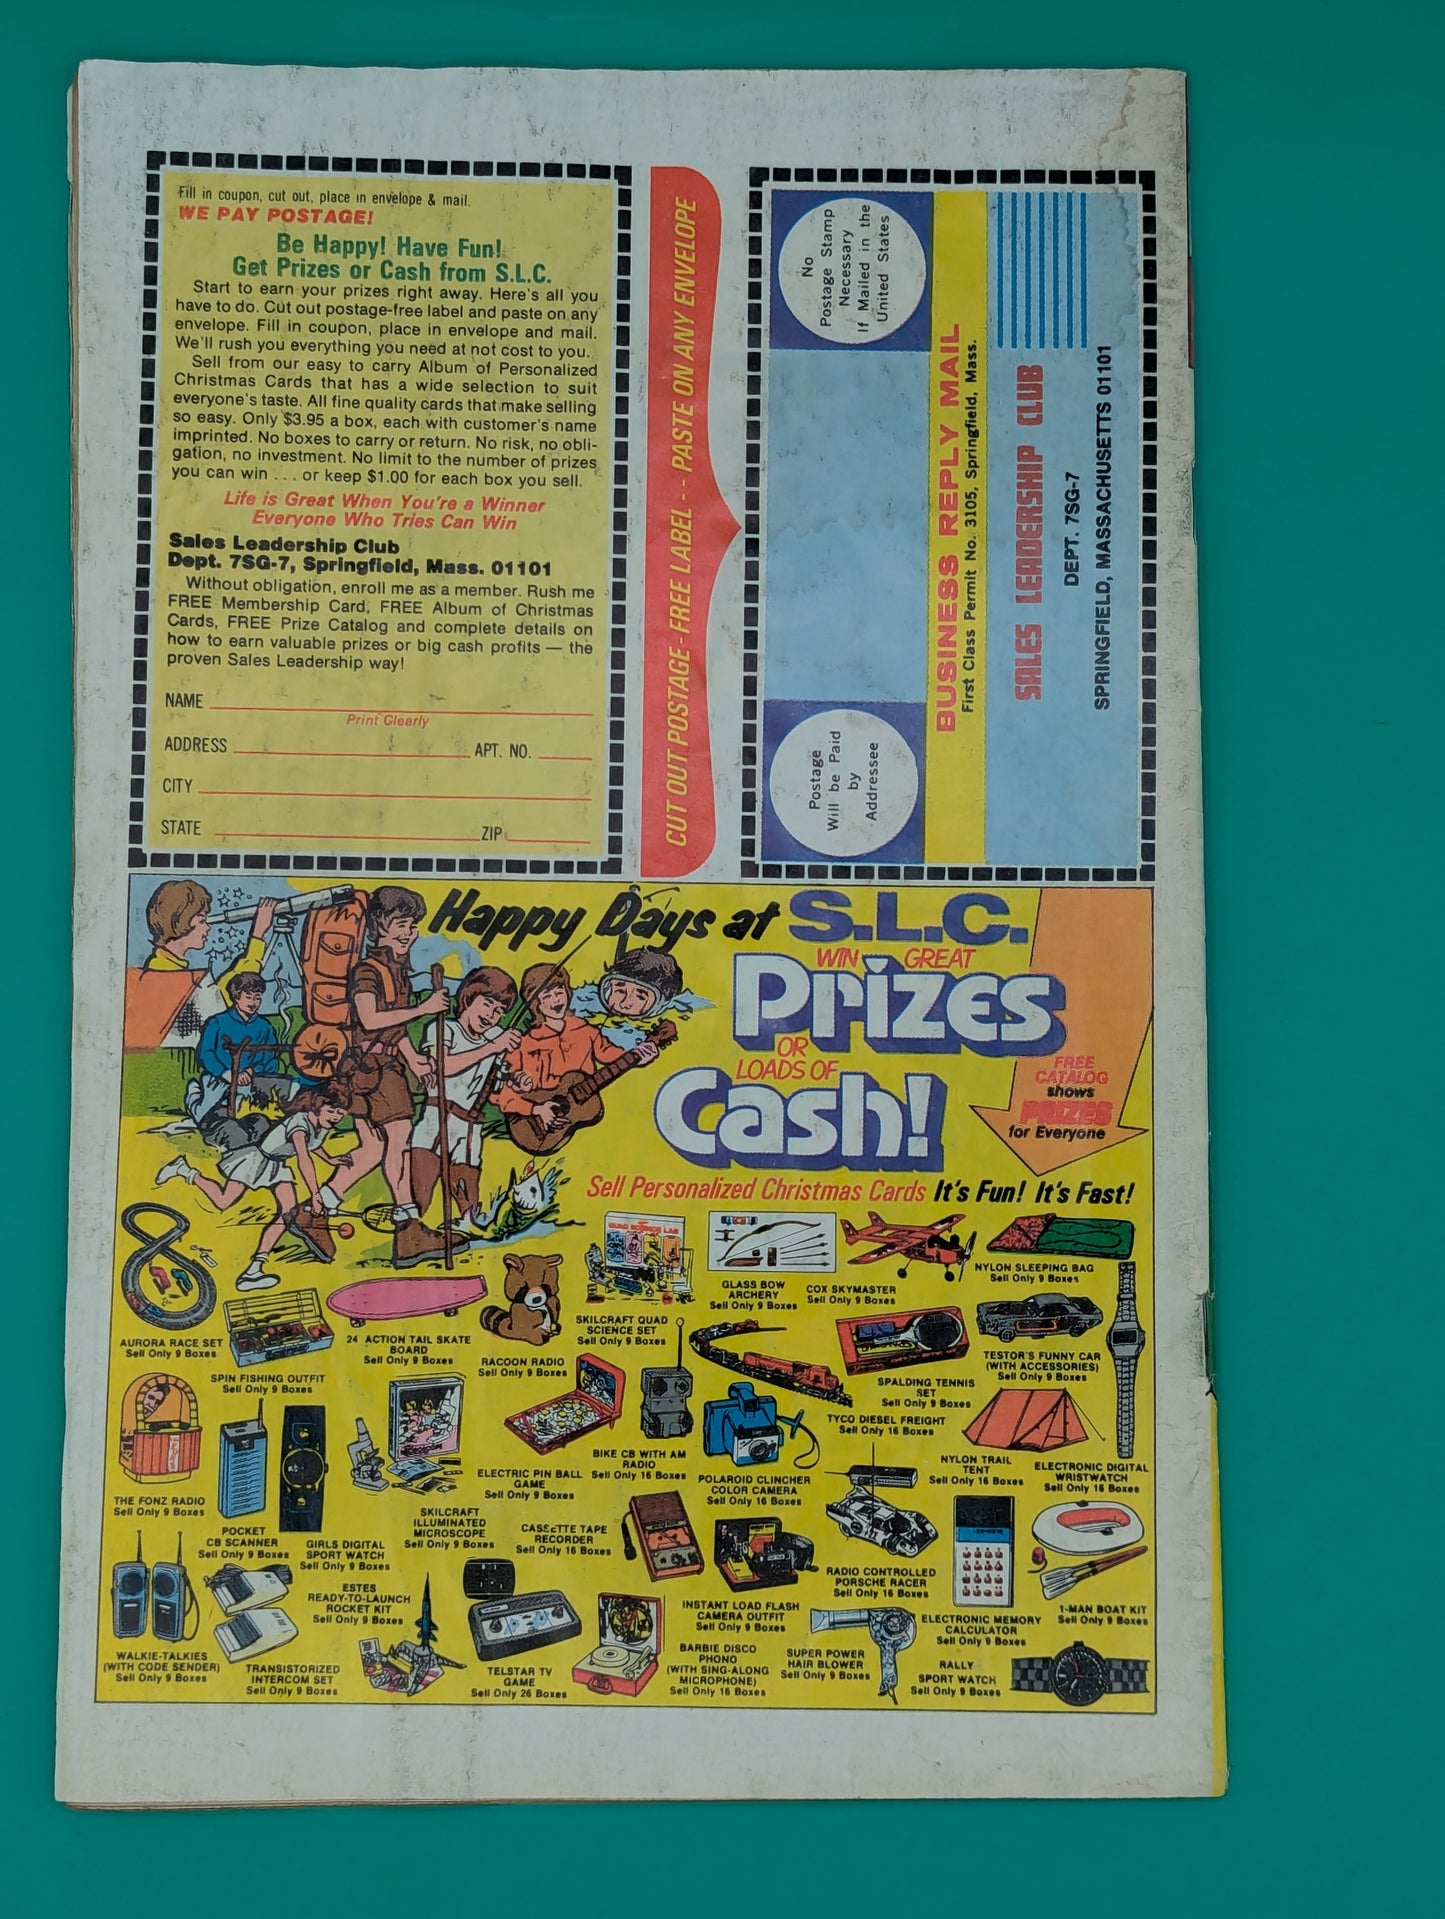 Fill in coupon, cut out, place in envelope & mail.
WE PAY POSTAGE!
Be Happy! Have Fun!
Get Prizes or Cash from S.L.C.
Start to earn your prizes right away. Here's all you
have to do. Cut out postage-free label and paste on any
envelope. Fill in coupon, place in envelope and mail.
We'll rush you everything you need at not cost to you.
Sell from our easy to carry Album of Personalized
Christmas Cards that has a wide selection to suit
everyone's taste. All fine quality cards that make selling
so easy. Only $3.95 a box, each with customer's name
imprinted. No boxes to carry or return. No risk, no obli-
gation, no investment. No limit to the number of prizes
you can win . . . or keep $1.00 for each box you sell.
Life is Great When You're a Winner
Everyone Who Tries Can Win
Sales Leadership Club
Dept. 7SG-7, Springfield, Mass. 01101
Without obligation, enroll me as a member. Rush me
FREE Membership Card, FREE Album of Christmas
Cards, FREE Prize Catalog and complete details on
how to earn valuable prizes or big cash profits — the
proven Sales Leadership way!
NAME
Print Clearly
ADDRESS APT. NO.
CITY
STATE ZIP
CUT OUT POSTAGE-FREE LABEL -- PASTE ON ANY ENVELOPE
No
Postage Stamp
Necessary
If Mailed in the
United States
Postage
Will be Paid
by
Addressee
BUSINESS REPLY MAIL
First Class Permit No. 3105, Springfield, Mass.
SALES LEADERSHIP CLUB
DEPT. 7SG-7
SPRINGFIELD, MASSACHUSETTS 01101
Happy Days at S.L.C.
WIN GREAT
Prizes
OR
LOADS OF
Cash!
FREE
CATALOG
shows
PRIZES
for Everyone
Sell Personalized Christmas Cards It's Fun! It's Fast!
AURORA RACE SET
Sell Only 9 Boxes
SPIN FISHING OUTFIT
Sell Only 9 Boxes
24 ACTION TAIL SKATE
BOARD
Sell Only 9 Boxes
RACOON RADIO
Sell Only 9 Boxes
SKILCRAFT QUAD
SCIENCE SET
Sell Only 9 Boxes
GLASS BOW
ARCHERY
Sell Only 9 Boxes
COX SKYMASTER
Sell Only 9 Boxes
NYLON SLEEPING BAG
Sell Only 9 Boxes
TESTOR'S FUNNY CAR
(WITH ACCESSORIES)
Sell Only 9 Boxes
SPALDING TENNIS
SET
Sell Only 9 Boxes
TYCO DIESEL FREIGHT
Sell Only 16 Boxes
THE FONZ RADIO
Sell Only 9 Boxes
POCKET
CB SCANNER
Sell Only 9 Boxes
GIRLS DIGITAL
SPORT WATCH
Sell Only 9 Boxes
SKILCRAFT
ILLUMINATED
MICROSCOPE
Sell Only 9 Boxes
ELECTRIC PIN BALL
GAME
Sell Only 9 Boxes
BIKE CB WITH AM
RADIO
Sell Only 16 Boxes
POLAROID CLINCHER
COLOR CAMERA
Sell Only 16 Boxes
NYLON TRAIL
TENT
Sell Only 16 Boxes
ELECTRONIC DIGITAL
WRISTWATCH
Sell Only 16 Boxes
CASSETTE TAPE
RECORDER
Sell Only 16 Boxes
RADIO CONTROLLED
PORSCHE RACER
Sell Only 16 Boxes
WALKIE-TALKIES
(WITH CODE SENDER)
Sell Only 9 Boxes
TRANSISTORIZED
INTERCOM SET
Sell Only 9 Boxes
ESTES
READY-TO-LAUNCH
ROCKET KIT
Sell Only 9 Boxes
TELSTAR TV
GAME
Sell Only 26 Boxes
INSTANT LOAD FLASH
CAMERA OUTFIT
Sell Only 9 Boxes
BARBIE DISCO
PHONO
(WITH SING-ALONG
MICROPHONE)
Sell Only 16 Boxes
SUPER POWER
HAIR BLOWER
Sell Only 9 Boxes
ELECTRONIC MEMORY
CALCULATOR
Sell Only 9 Boxes
1-MAN BOAT KIT
Sell Only 9 Boxes
RALLY
SPORT WATCH
Sell Only 9 Boxes